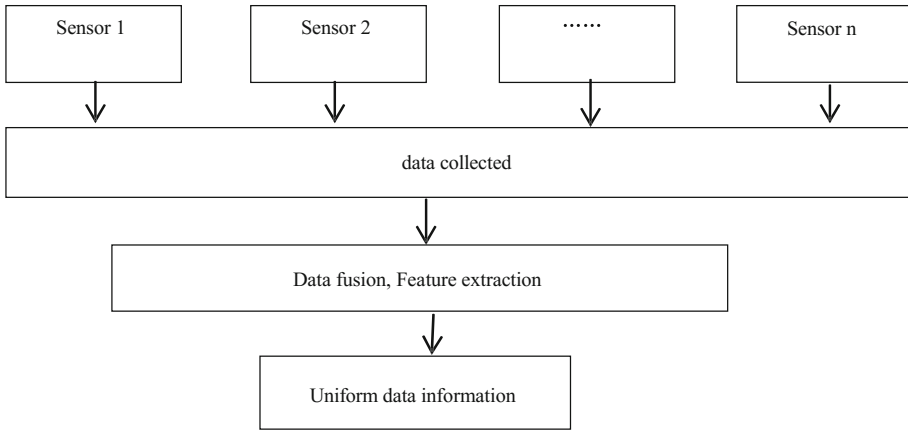 Sensor 1
Sensor 2
......
Sensor n
data collected
Data fusion, Feature extraction
Uniform data information